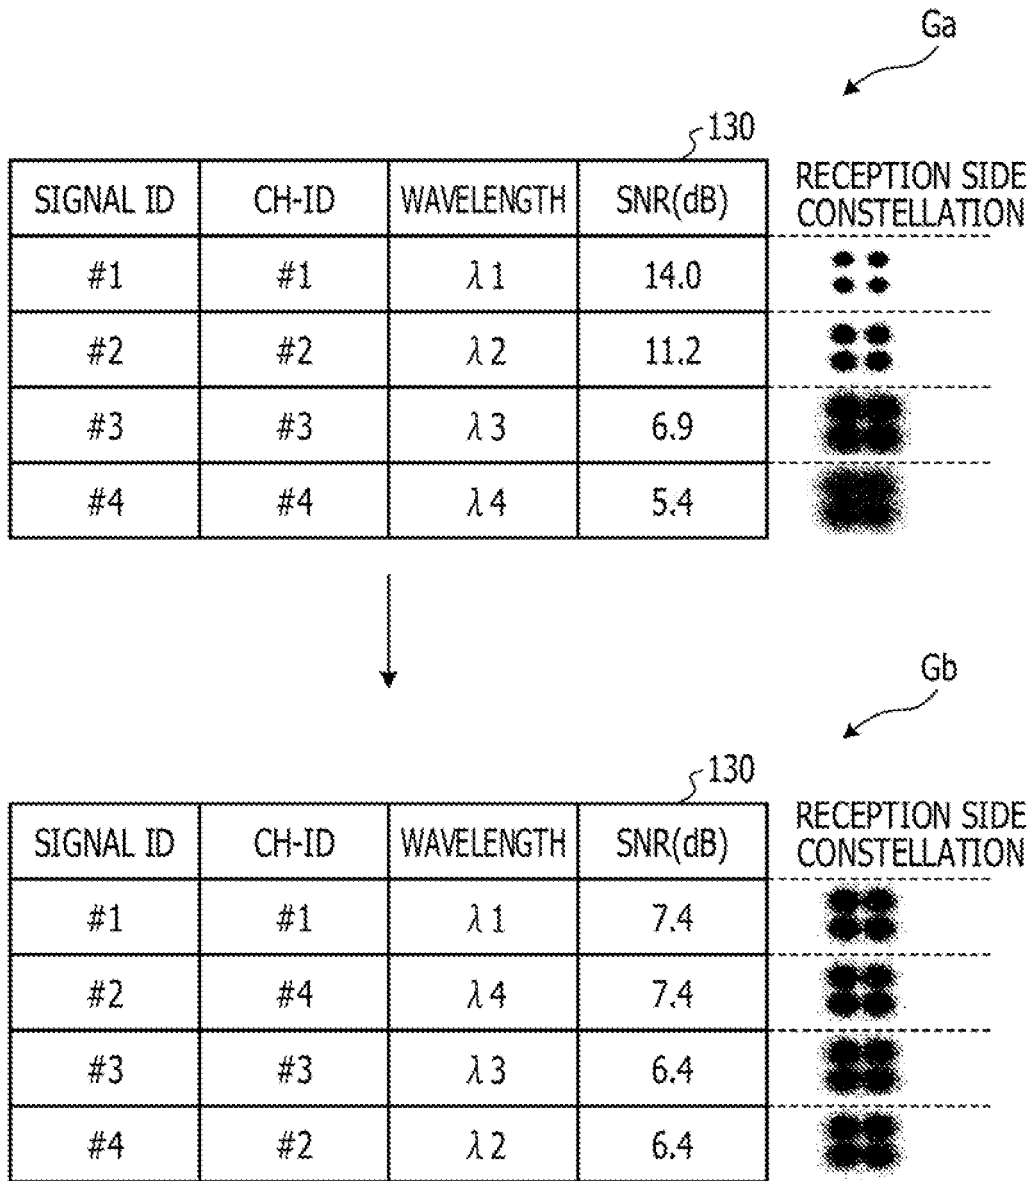 Ga
130
SIGNAL ID CH-ID WAVELENGTH SNR(dB) RECEPTION SIDE
CONSTELLATION
#1 #1 λ1 14.0
#2 #2 λ2 11.2
#3 #3 λ3 6.9
#4 #4 λ4 5.4
Gb
130
SIGNAL ID CH-ID WAVELENGTH SNR(dB) RECEPTION SIDE
CONSTELLATION
#1 #1 λ1 7.4
#2 #4 λ4 7.4
#3 #3 λ3 6.4
#4 #2 λ2 6.4